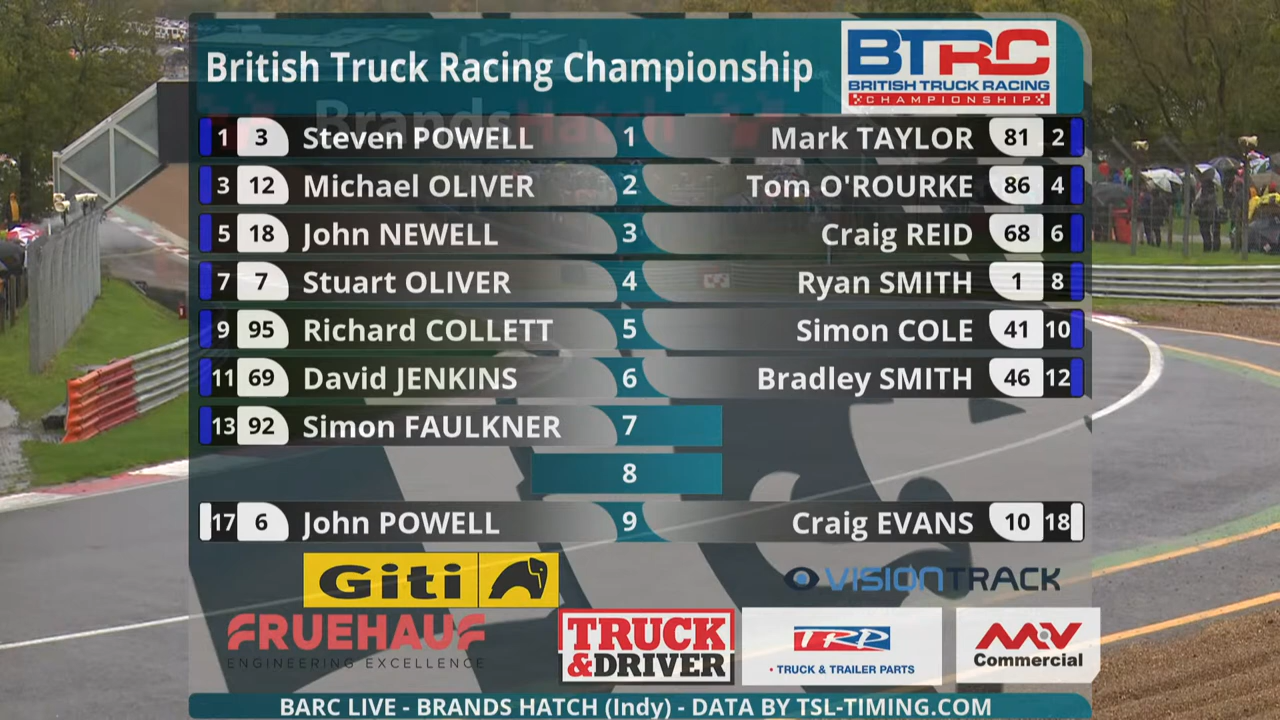 British Truck Racing Championship
BTRC
BRITISH TRUCK RACING
CHAMPIONSHIP
Brands Hatch
1 3 Steven POWELL 1 Mark TAYLOR 81 2
3 12 Michael OLIVER 2 Tom O'ROURKE 86 4
5 18 John NEWELL 3 Craig REID 68 6
7 7 Stuart OLIVER 4 Ryan SMITH 1 8
9 95 Richard COLLETT 5 Simon COLE 41 10
11 69 David JENKINS 6 Bradley SMITH 46 12
13 92 Simon FAULKNER 7
8
17 6 John POWELL 9 Craig EVANS 10 18
Giti
VISIONTRACK
FRUEHAUF
ENGINEERING EXCELLENCE
TRUCK
&DRIVER
TRP
• TRUCK & TRAILER PARTS
MV
Commercial
BARC LIVE - BRANDS HATCH (Indy) - DATA BY TSL-TIMING.COM